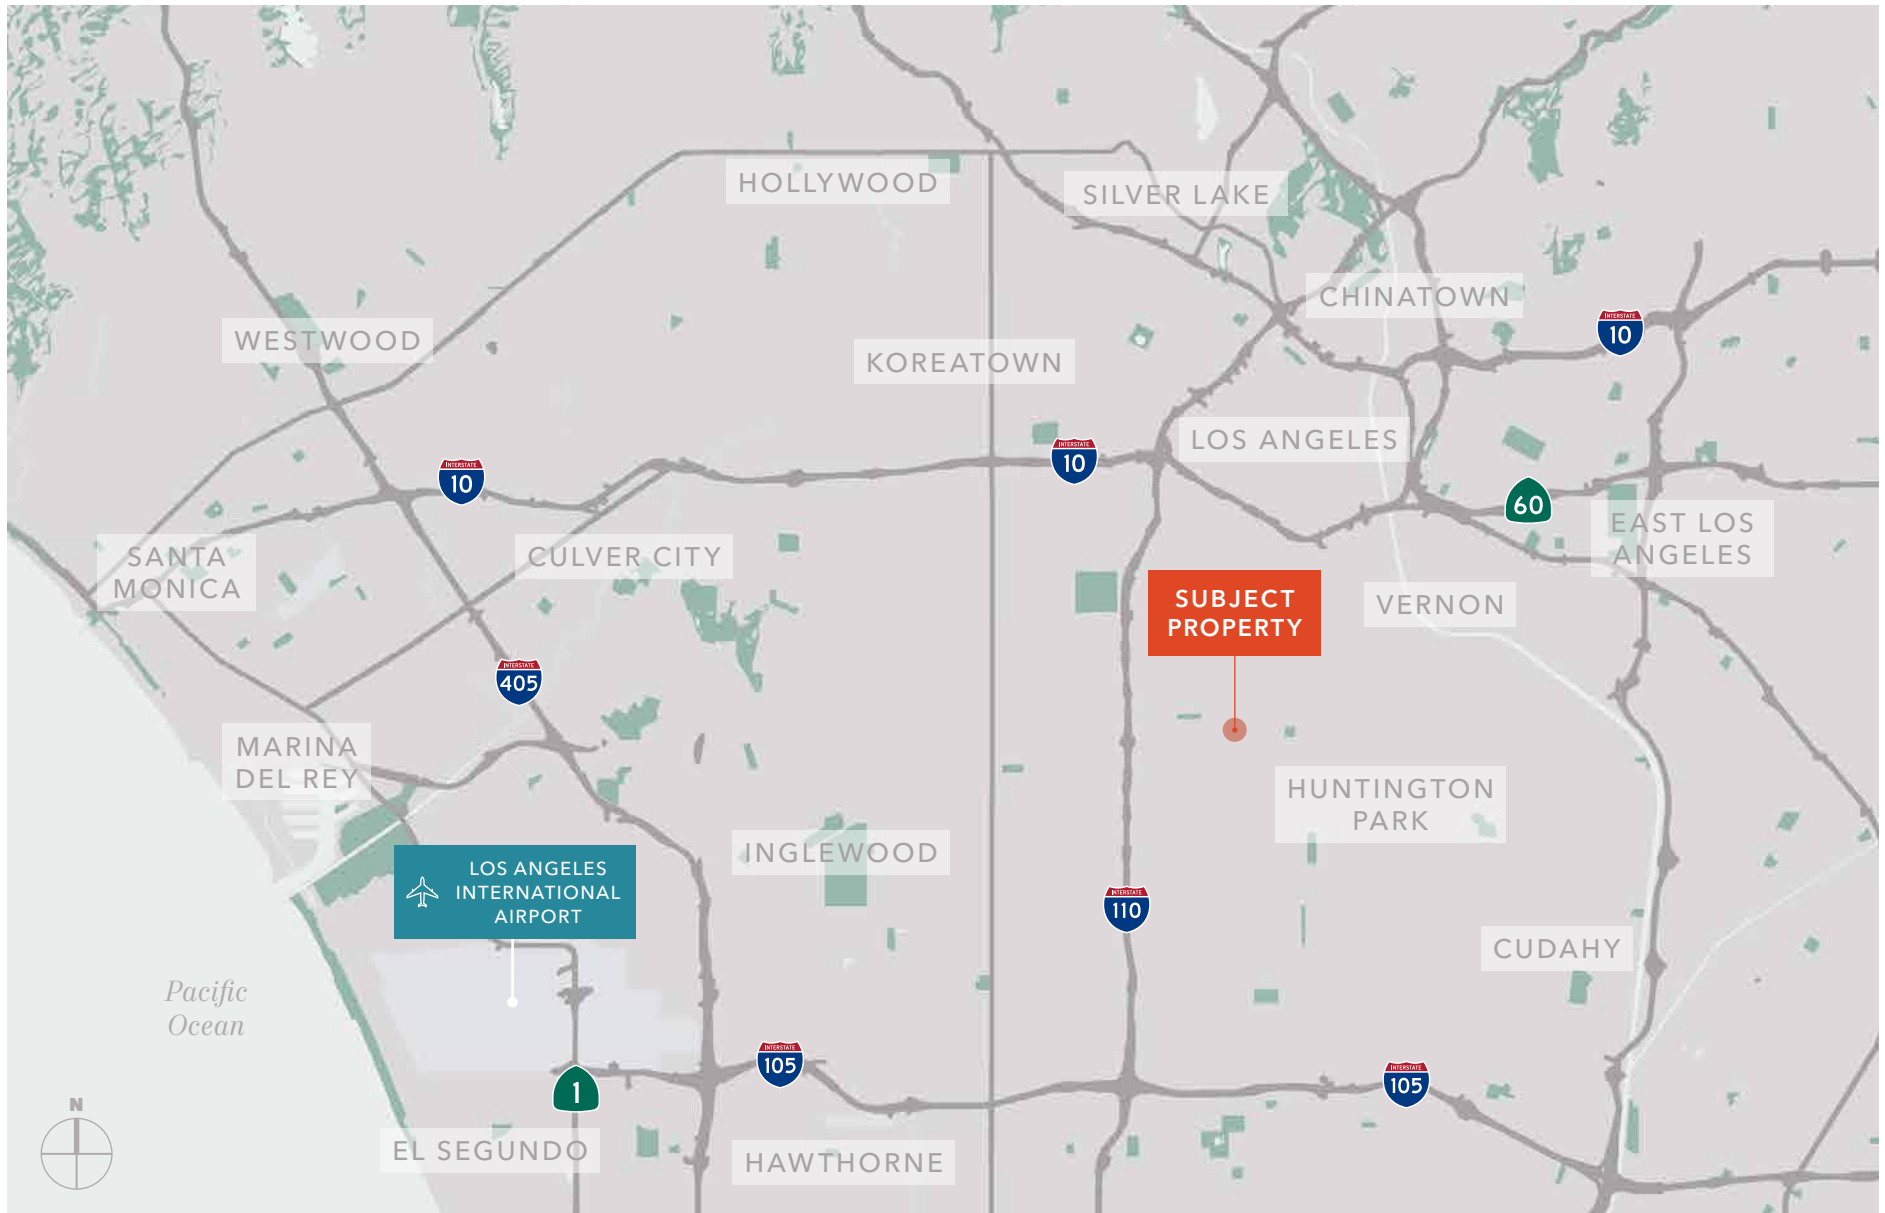 HOLLYWOOD
SILVER LAKE
CHINATOWN
INTERSTATE
10
WESTWOOD
KOREATOWN
LOS ANGELES
INTERSTATE
10
INTERSTATE
10
60
EAST LOS
ANGELES
SANTA
MONICA
CULVER CITY
SUBJECT
PROPERTY
VERNON
INTERSTATE
405
MARINA
DEL REY
HUNTINGTON
PARK
INGLEWOOD
LOS ANGELES
INTERNATIONAL
AIRPORT
INTERSTATE
110
CUDAHY
Pacific
Ocean
INTERSTATE
105
INTERSTATE
105
1
N
EL SEGUNDO
HAWTHORNE